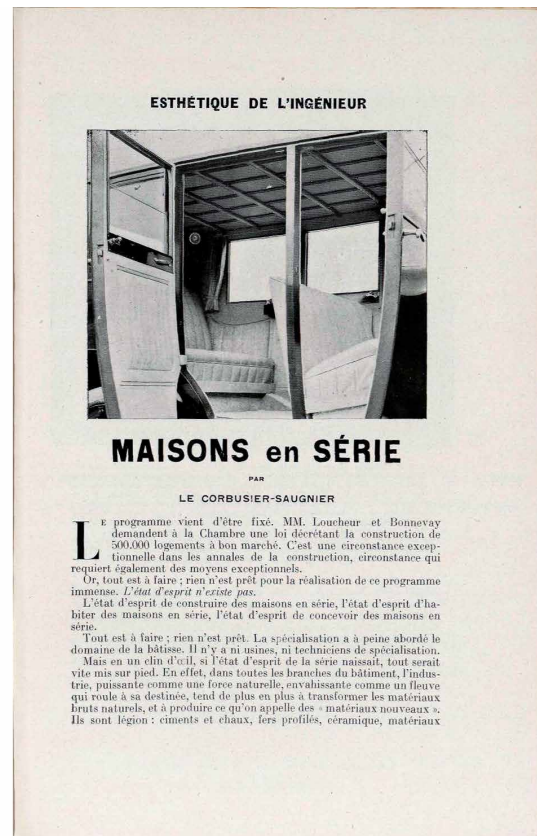 ESTHÉTIQUE DE L'INGÉNIEUR
MAISONS en SÉRIE
PAR
LE CORBUSIER-SAUGNIER
LE programme vient d'être fixé. MM. Loucheur et Bonnevay
demandent à la Chambre une loi décrétant la construction de
500.000 logements à bon marché. C'est une circonstance excep-
tionnelle dans les annales de la construction, circonstance qui
requiert également des moyens exceptionnels.
Or, tout est à faire ; rien n'est prêt pour la réalisation de ce programme
immense. L'état d'esprit n'existe pas.
L'état d'esprit de construire des maisons en série, l'état d'esprit d'ha-
biter des maisons en série, l'état d'esprit de concevoir des maisons en
série.
Tout est à faire ; rien n'est prêt. La spécialisation a à peine abordé le
domaine de la bâtisse. Il n'y a ni usines, ni techniciens de spécialisation.
Mais en un clin d'œil, si l'état d'esprit de la série naissait, tout serait
vite mis sur pied. En effet, dans toutes les branches du bâtiment, l'indus-
trie, puissante comme une force naturelle, envahissante comme un fleuve
qui roule à sa destinée, tend de plus en plus à transformer les matériaux
bruts naturels, et à produire ce qu'on appelle des « matériaux nouveaux ».
Ils sont légion : ciments et chaux, fers profilés, céramique, matériaux